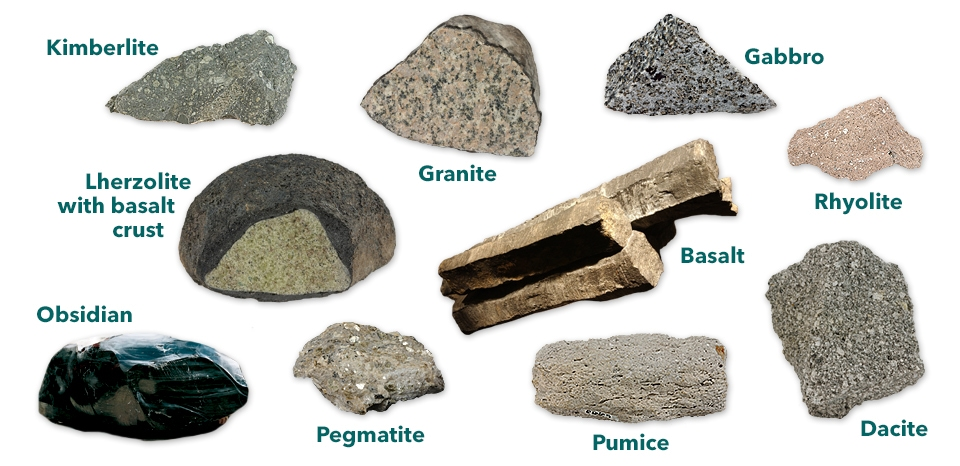 Kimberlite
Granite
Gabbro
Rhyolite
Lherzolite
with basalt
crust
Basalt
Obsidian
Pegmatite
Pumice
Dacite